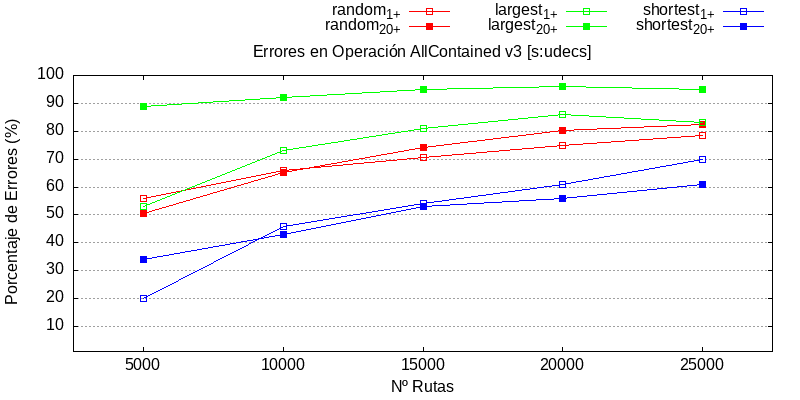 random1+ largest1+ shortest1+
random20+ largest20+ shortest20+
Errores en Operación AllContained v3 [s:udecs]
100
90
80
70
60
50
40
30
20
10
Porcentaje de Errores (%)
5000 10000 15000 20000 25000
Nº Rutas